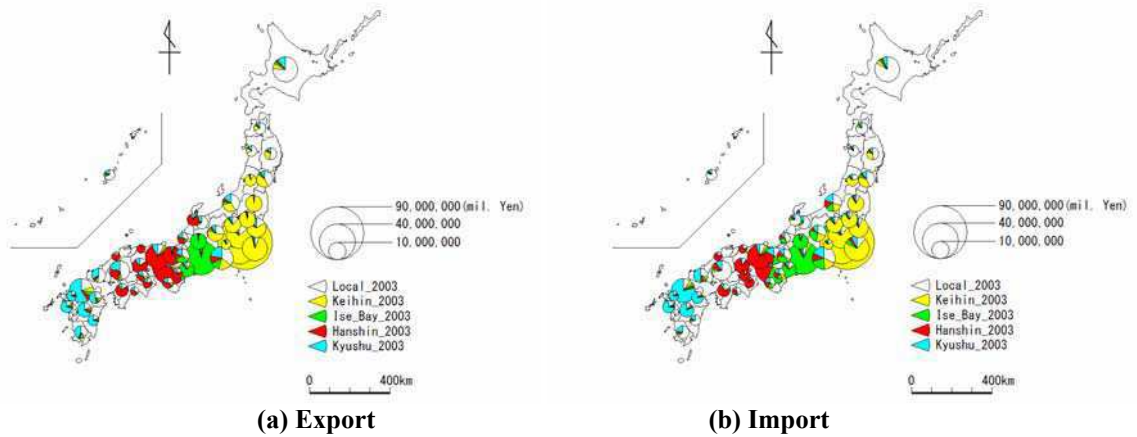 90,000,000(mil. Yen)
40,000,000
10,000,000
Local_2003
Keihin_2003
Ise_Bay_2003
Hanshin_2003
Kyushu_2003
0 400km
(a) Export
90,000,000(mil. Yen)
40,000,000
10,000,000
Local_2003
Keihin_2003
Ise_Bay_2003
Hanshin_2003
Kyushu_2003
0 400km
(b) Import